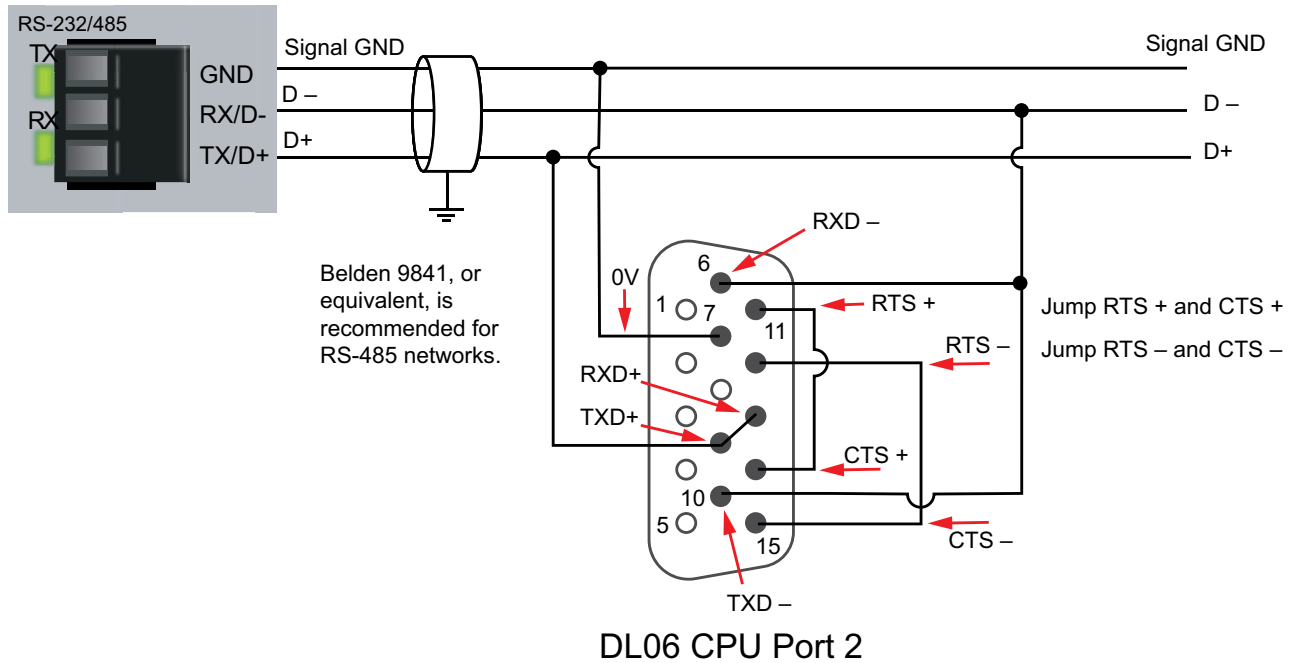 RS-232/485
TX
RX
GND
RX/D-
TX/D+
Signal GND
D –
D+
Signal GND
D –
D+
Belden 9841, or
equivalent, is
recommended for
RS-485 networks.
RXD –
6
0V
1
7
11
RTS +
RTS –
Jump RTS + and CTS +
Jump RTS – and CTS –
RXD+
TXD+
CTS +
10
5
15
CTS –
TXD –
DL06 CPU Port 2